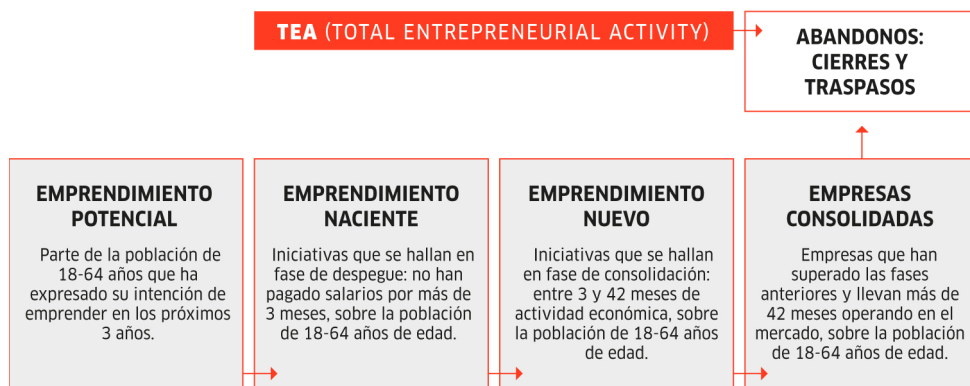 TEA (TOTAL ENTREPRENEURIAL ACTIVITY)
ABANDONOS:
CIERRES Y
TRASPASOS
EMPRENDIMIENTO
POTENCIAL
Parte de la población de
18-64 años que ha
expresado su intención de
emprender en los próximos
3 años.
EMPRENDIMIENTO
NACIENTE
Iniciativas que se hallan en
fase de despegue: no han
pagado salarios por más de
3 meses, sobre la población
de 18-64 años de edad.
EMPRENDIMIENTO
NUEVO
Iniciativas que se hallan
en fase de consolidación:
entre 3 y 42 meses de
actividad económica, sobre
la población de 18-64 años
de edad.
EMPRESAS
CONSOLIDADAS
Empresas que han
superado las fases
anteriores y llevan más de
42 meses operando en el
mercado, sobre la población
de 18-64 años de edad.